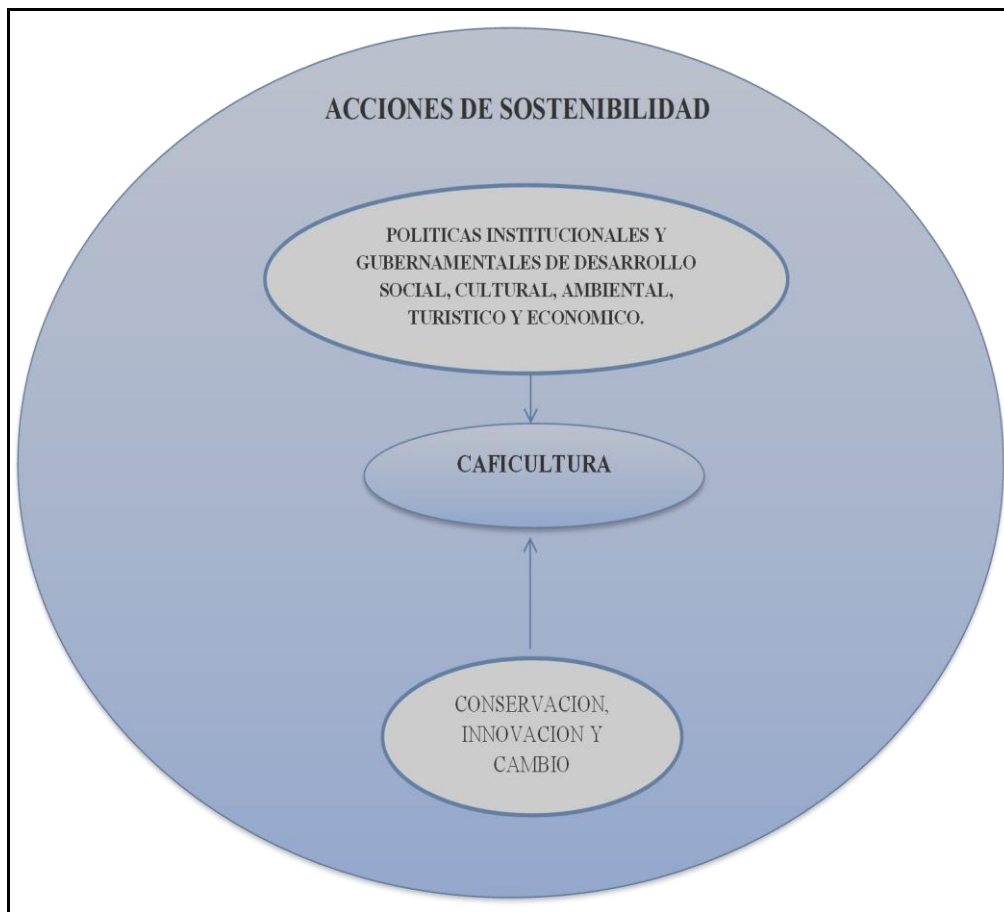 ACCIONES DE SOSTENIBILIDAD
POLITICAS INSTITUCIONALES Y
GUBERNAMENTALES DE DESARROLLO
SOCIAL, CULTURAL, AMBIENTAL,
TURISTICO Y ECONOMICO.
CAFICULTURA
CONSERVACION,
INNOVACION Y
CAMBIO